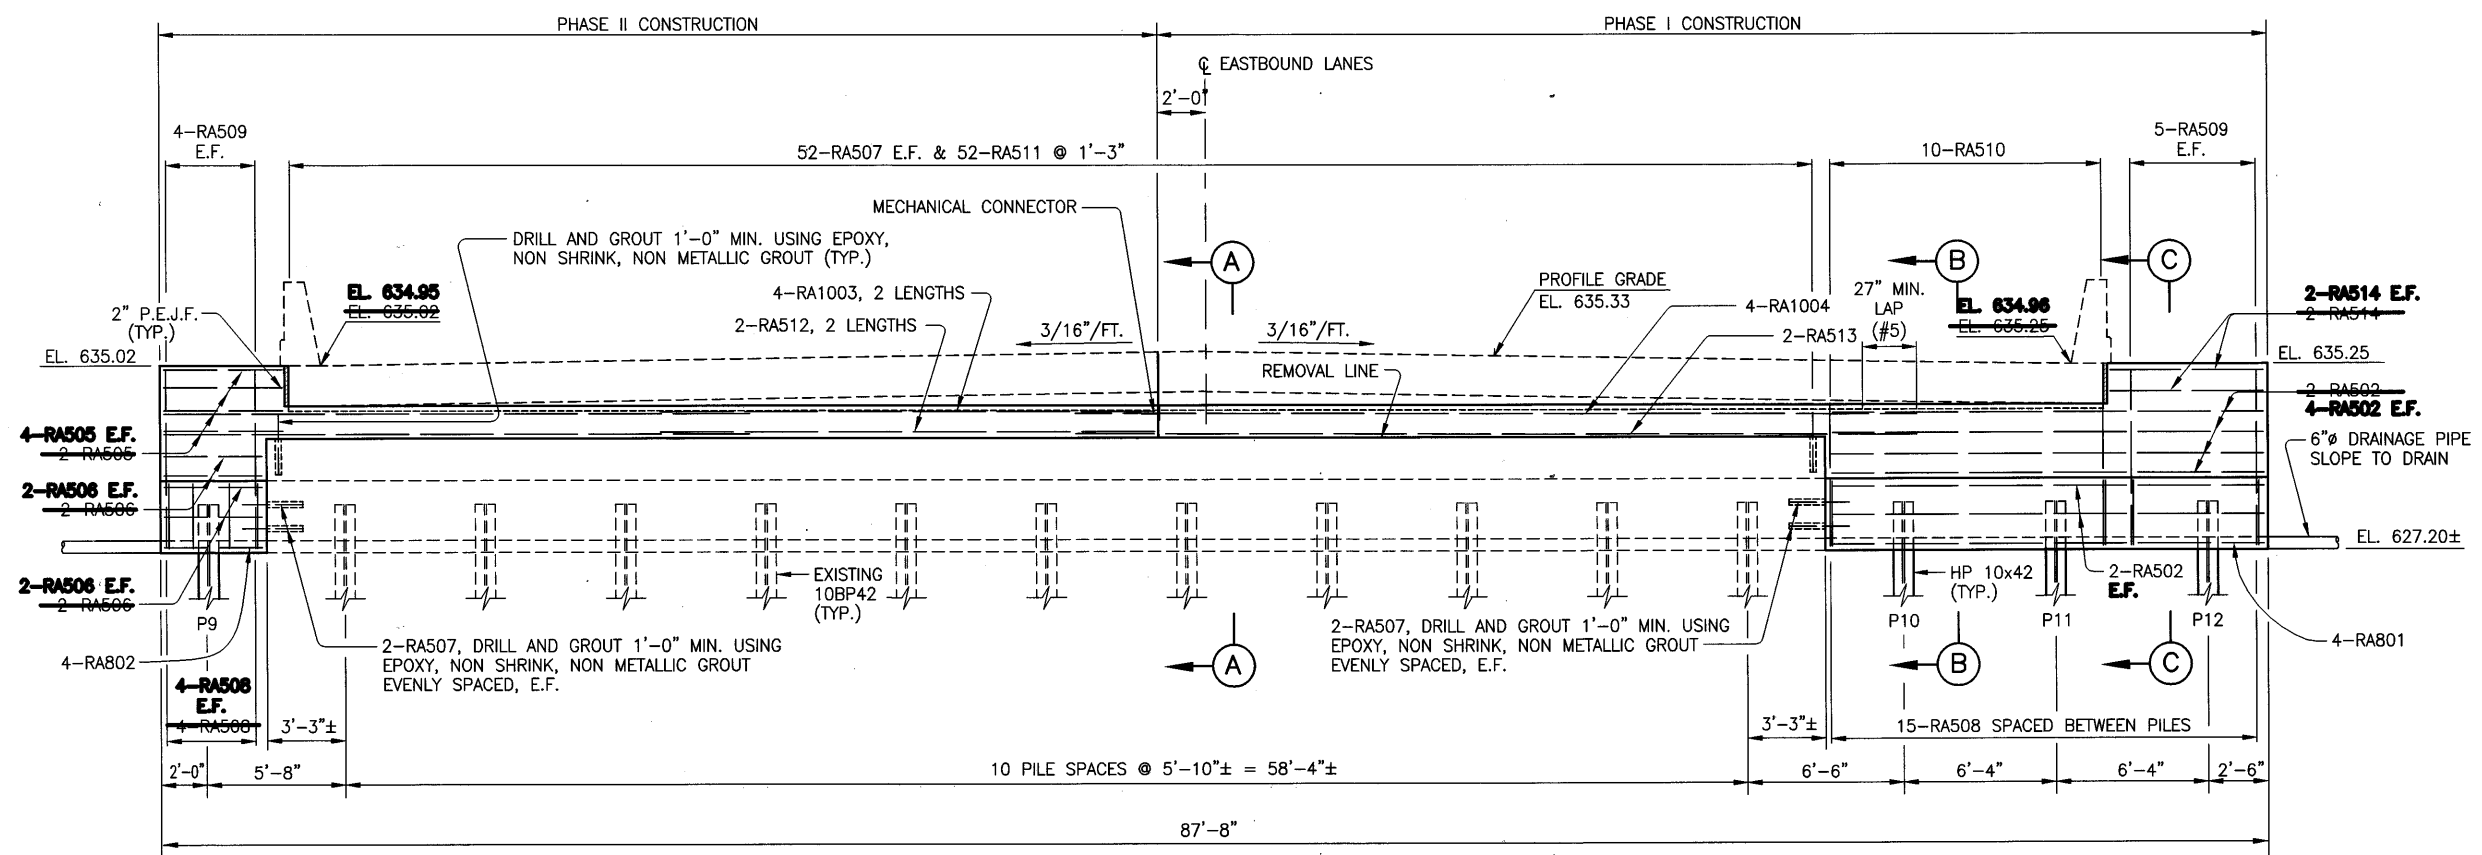 PHASE II CONSTRUCTION
PHASE I CONSTRUCTION
℄ EASTBOUND LANES
2'-0"
4-RA509
E.F.
52-RA507 E.F. & 52-RA511 @ 1'-3"
10-RA510
5-RA509
E.F.
MECHANICAL CONNECTOR
DRILL AND GROUT 1'-0" MIN. USING EPOXY,
NON SHRINK, NON METALLIC GROUT (TYP.)
A
B
C
2" P.E.J.F.
(TYP.)
EL. 634.95
EL. 635.02
4-RA1003, 2 LENGTHS
2-RA512, 2 LENGTHS
PROFILE GRADE
EL. 635.33
4-RA1004
27" MIN.
LAP
(#5)
EL. 634.96
EL. 635.25
2-RA514 E.F.
2-RA514
EL. 635.02
3/16"/FT.
3/16"/FT.
2-RA513
REMOVAL LINE
EL. 635.25
2-RA502
4-RA502 E.F.
4-RA505 E.F.
2-RA505
6"ø DRAINAGE PIPE
SLOPE TO DRAIN
2-RA506 E.F.
2-RA506
EL. 627.20±
2-RA506 E.F.
2-RA506
EXISTING
10BP42
(TYP.)
HP 10x42
(TYP.)
2-RA502
E.F.
P9
P10
P11
P12
2-RA507, DRILL AND GROUT 1'-0" MIN. USING
EPOXY, NON SHRINK, NON METALLIC GROUT
EVENLY SPACED, E.F.
2-RA507, DRILL AND GROUT 1'-0" MIN. USING
EPOXY, NON SHRINK, NON METALLIC GROUT
EVENLY SPACED, E.F.
4-RA801
4-RA802
A
B
C
4-RA508
E.F.
4-RA508
3'-3"±
3'-3"±
15-RA508 SPACED BETWEEN PILES
2'-0"
5'-8"
10 PILE SPACES @ 5'-10"± = 58'-4"±
6'-6"
6'-4"
6'-4"
2'-6"
87'-8"